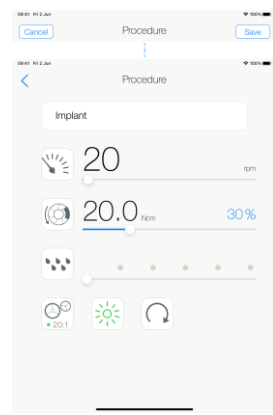 09:41 Fri 2 Jun 100%
Cancel Procedure Save
09:41 Fri 2 Jun 100%
Procedure
Implant
20 rpm
20.0 Ncm 30%
20:1